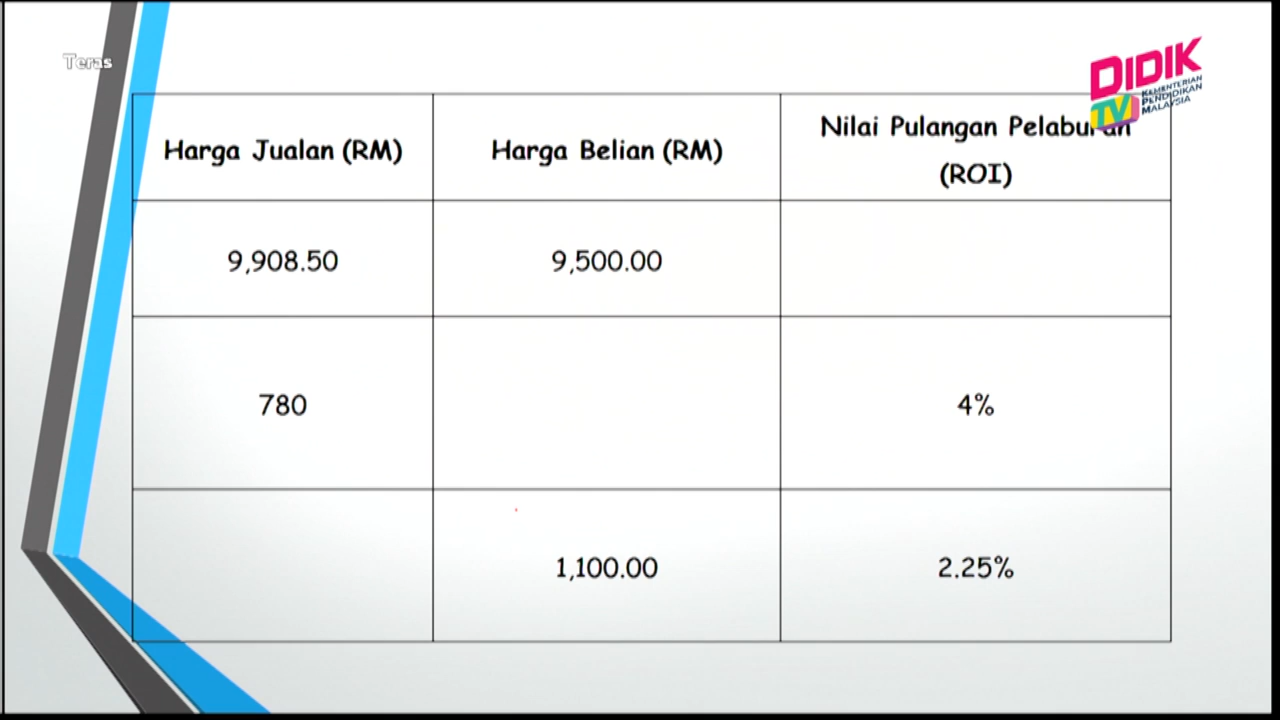 Teras
DIDIK
TV
KEMENTERIAN
PENDIDIKAN
MALAYSIA
Harga Jualan (RM)
Harga Belian (RM)
Nilai Pulangan Pelaburan
(ROI)
9,908.50
9,500.00
780
4%
1,100.00
2.25%